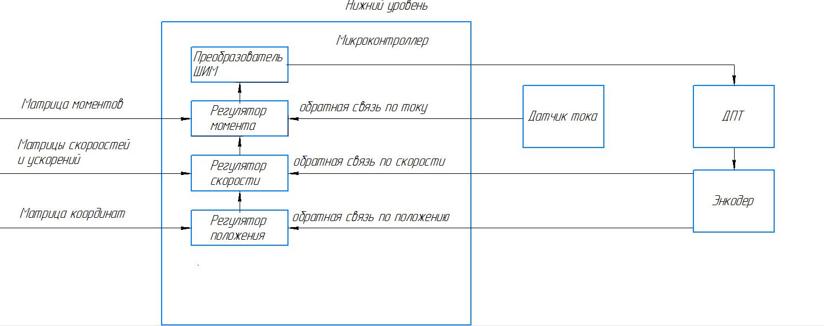 Нижний уровень
Микроконтроллер
Преобразователь
ШИМ
Матрица моментов
Регулятор
момента
обратная связь по току
Датчик тока
ДПТ
Матрицы скороостей
и ускорений
Регулятор
скорости
обратная связь по скорости
Энкодер
Матрица координат
Регулятор
положения
обратная связь по положению